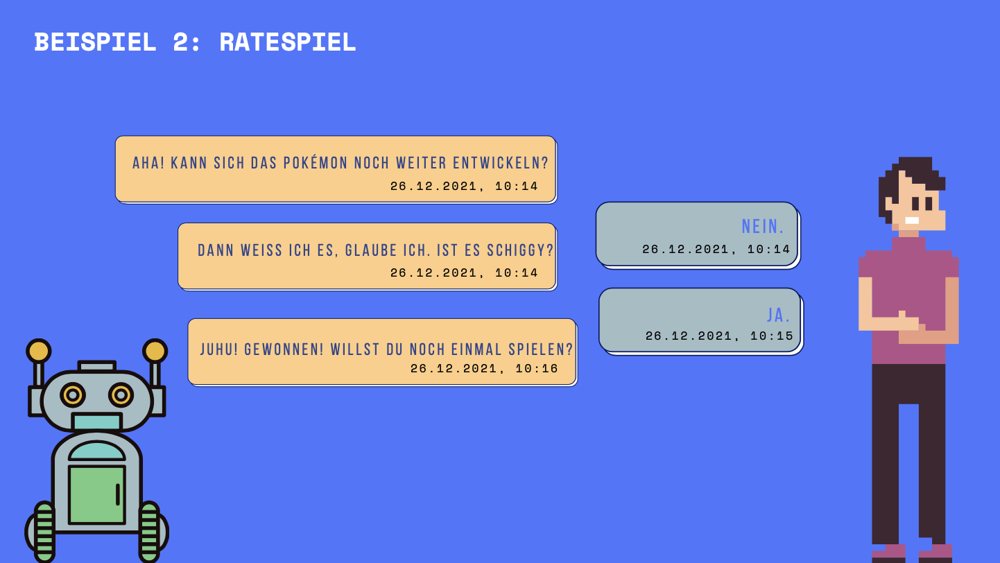 BEISPIEL 2: RATESPIEL
AHA! KANN SICH DAS POKÉMON NOCH WEITER ENTWICKELN?
26.12.2021, 10:14
NEIN.
26.12.2021, 10:14
DANN WEISS ICH ES, GLAUBE ICH. IST ES SCHIGGY?
26.12.2021, 10:14
JA.
26.12.2021, 10:15
JUHU! GEWONNEN! WILLST DU NOCH EINMAL SPIELEN?
26.12.2021, 10:16